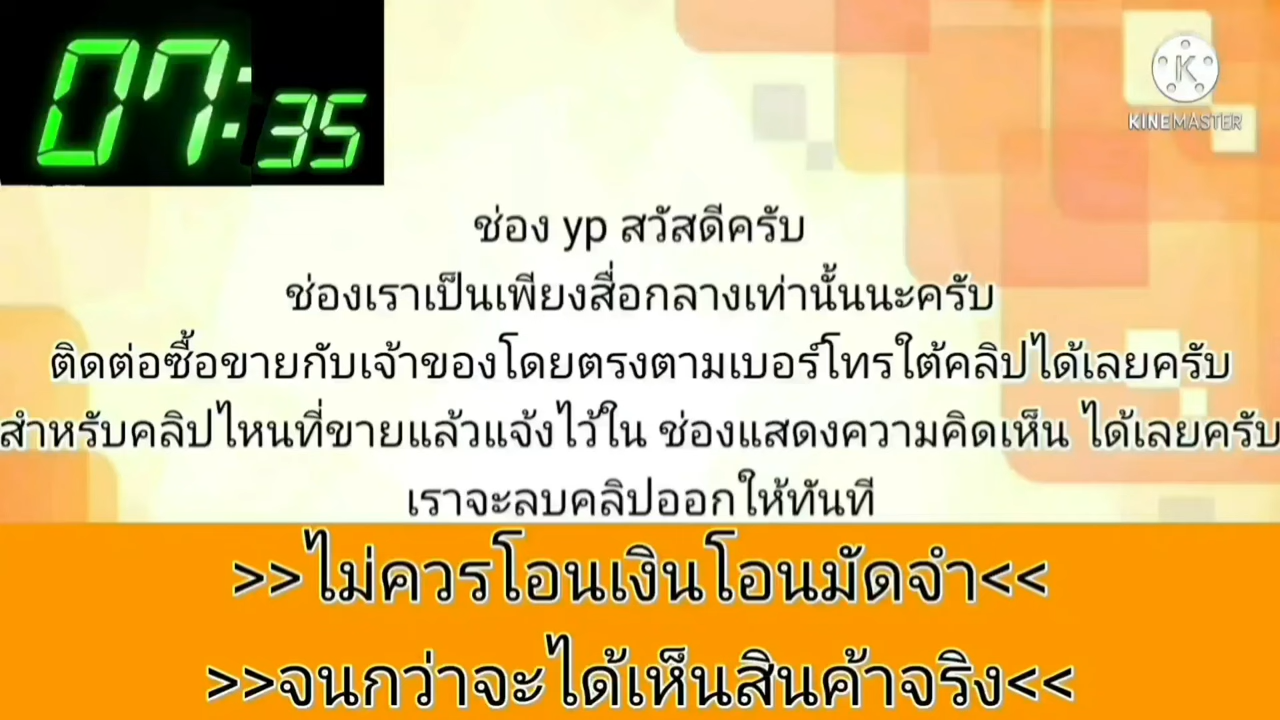 07:35
KINEMASTER
ช่อง yp สวัสดีครับ
ช่องเราเป็นเพียงสื่อกลางเท่านั้นนะครับ
ติดต่อซื้อขายกับเจ้าของโดยตรงตามเบอร์โทรใต้คลิปได้เลยครับ
สำหรับคลิปไหนที่ขายแล้วแจ้งไว้ใน ช่องแสดงความคิดเห็น ได้เลยครับ
เราจะลบคลิปออกให้ทันที
>>ไม่ควรโอนเงินโอนมัดจำ<<
>>จนกว่าจะได้เห็นสินค้าจริง<<